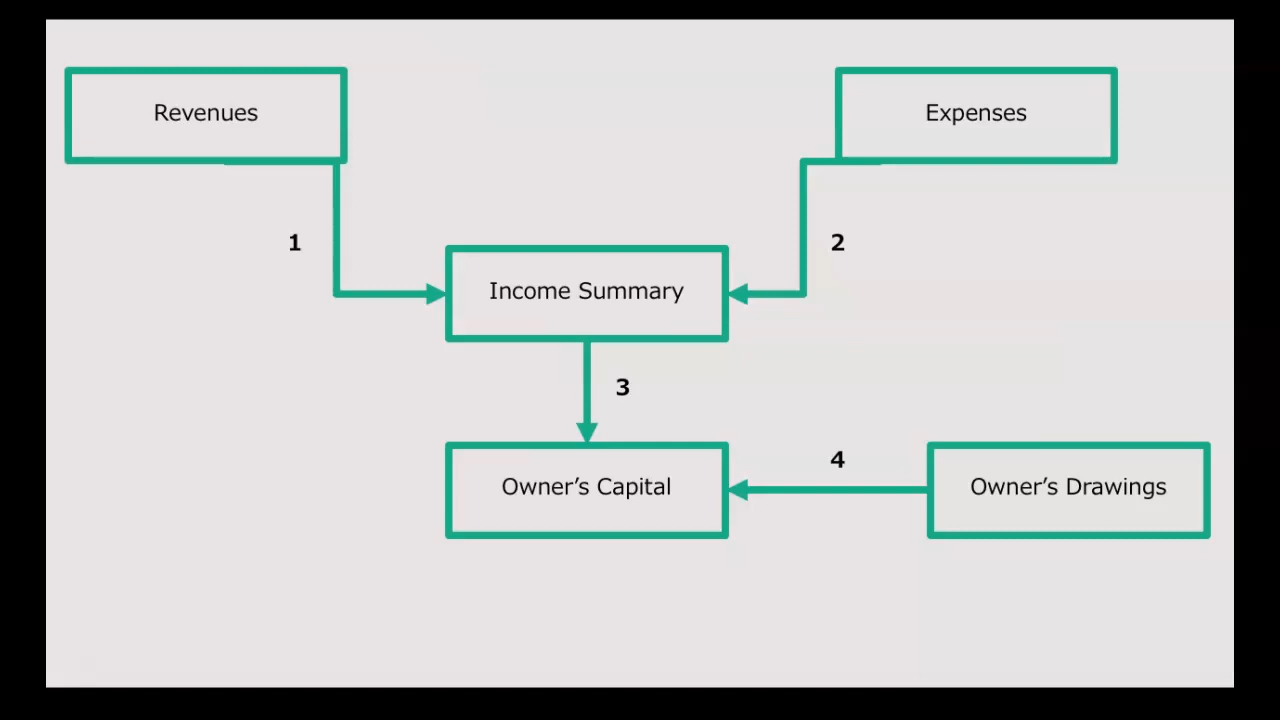 Revenues
Expenses
1
2
Income Summary
3
Owner’s Capital
4
Owner’s Drawings